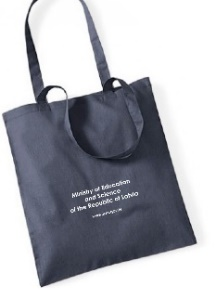 Ministry of Education
and Science
of the Republic of Latvia